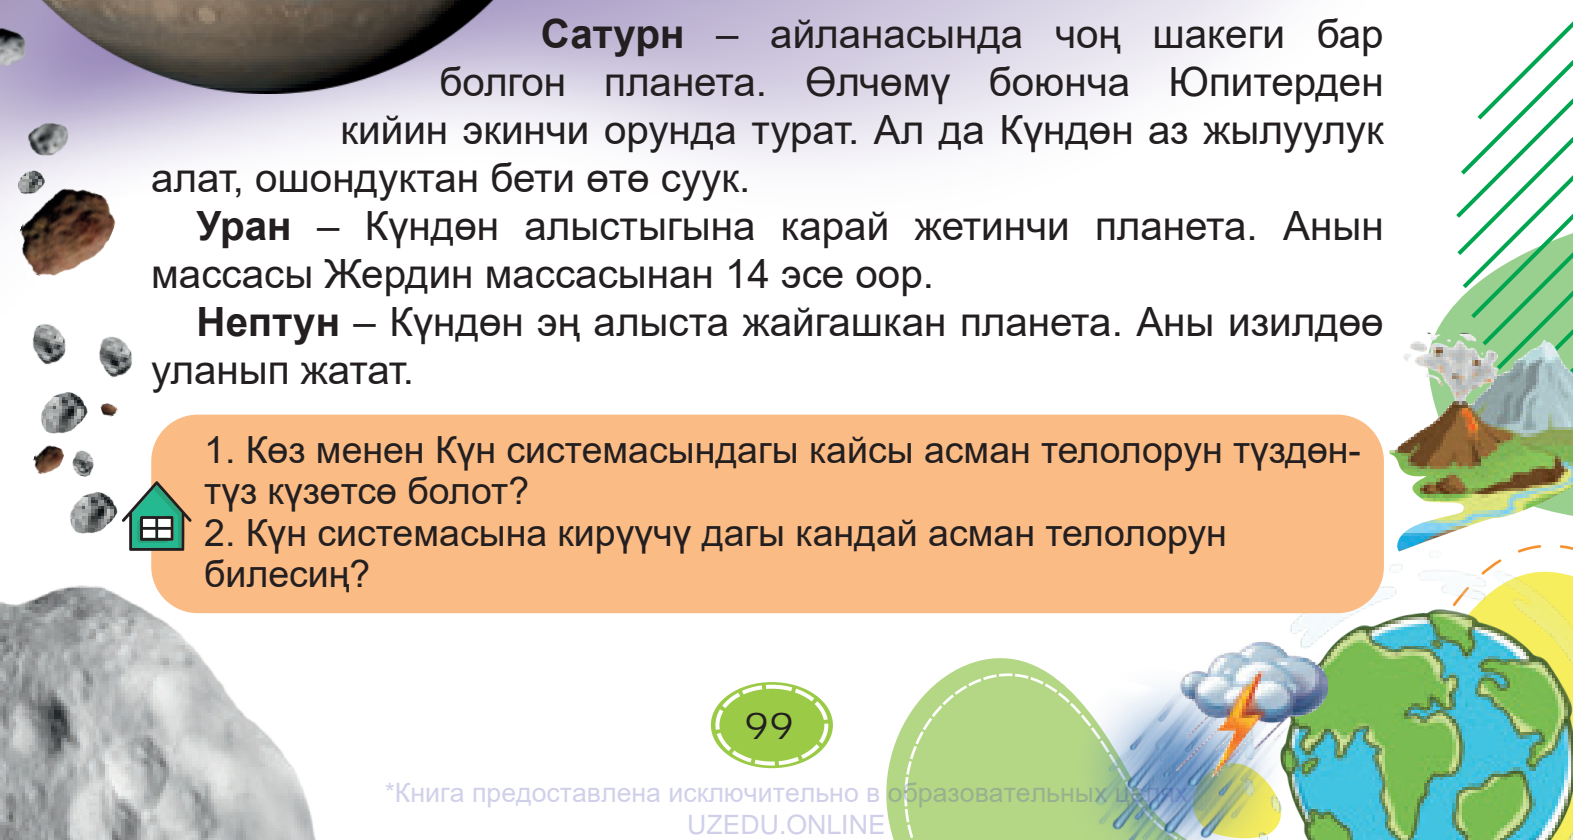 Сатурн – айланасында чоң шакеги бар
болгон планета. Өлчөмү боюнча Юпитерден
кийин экинчи орунда турат. Ал да Күндөн аз жылуулук
алат, ошондуктан бети өтө суук.
Уран – Күндөн алыстыгына карай жетинчи планета. Анын
массасы Жердин массасынан 14 эсе оор.
Нептун – Күндөн эң алыста жайгашкан планета. Аны изилдөө
уланып жатат.
1. Көз менен Күн системасындагы кайсы асман телолорун түздөн-
түз күзөтсө болот?
2. Күн системасына кирүүчү дагы кандай асман телолорун
билесиң?
99
*Книга предоставлена исключительно в образовательных целях
UZEDU.ONLINE